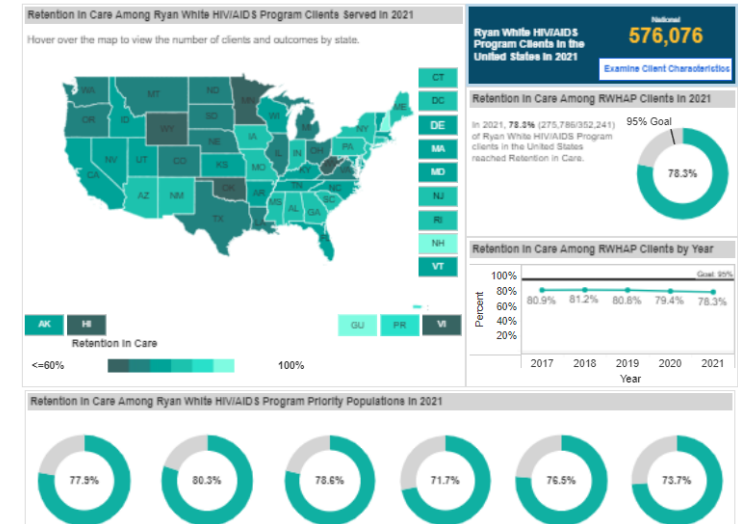 Retention In Care Among Ryan White HIV/AIDS Program Clients Served In 2021
Hover over the map to view the number of clients and outcomes by state.
WA
MT
ND
MN
OR
ID
SD
WI
MI
ME
WY
IA
NY
NE
PA
NV
UT
CO
IL
IN
OH
KS
MO
KY
VA
CA
TN
NC
AZ
NM
OK
AR
SC
MS
AL
GA
TX
LA
FL
CT
DC
DE
MA
MD
NJ
RI
NH
VT
AK
HI
GU
PR
VI
Retention In Care
<=60%
100%
National
576,076
Ryan White HIV/AIDS
Program Clients In the
United States In 2021
Examine Client Characteristics
Retention In Care Among RWHAP Clients In 2021
In 2021, 78.3% (275,786/352,241)
of Ryan White HIV/AIDS Program
clients in the United States
reached Retention in Care.
95% Goal
78.3%
Retention In Care Among RWHAP Clients by Year
Percent
100%
80%
60%
40%
20%
Goal: 95%
80.9% 81.2% 80.8% 79.4% 78.3%
2017 2018 2019 2020 2021
Year
Retention In Care Among Ryan White HIV/AIDS Program Priority Populations In 2021
77.9% 80.3% 78.6% 71.7% 76.5% 73.7%